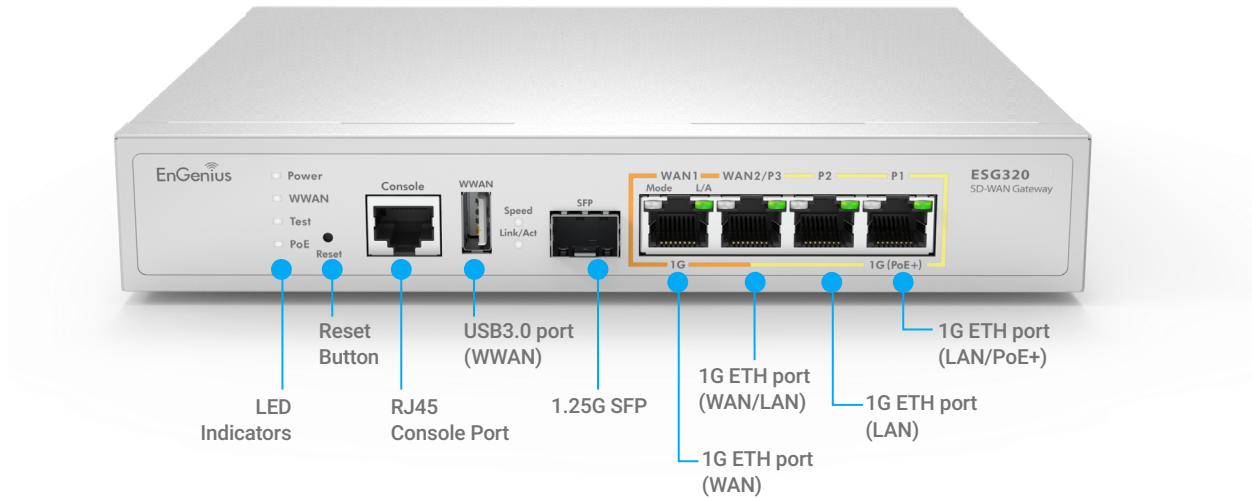 EnGenius
Power
WWAN
Test
PoE
Reset
Console
WWAN
Speed
Link/Act
SFP
WAN1
WAN2/P3
P2
P1
Mode
L/A
1G
1G (PoE+)
ESG320
SD-WAN Gateway
Reset
Button
USB3.0 port
(WWAN)
1G ETH port
(LAN/PoE+)
1G ETH port
(WAN/LAN)
LED
Indicators
RJ45
Console Port
1.25G SFP
1G ETH port
(LAN)
1G ETH port
(WAN)